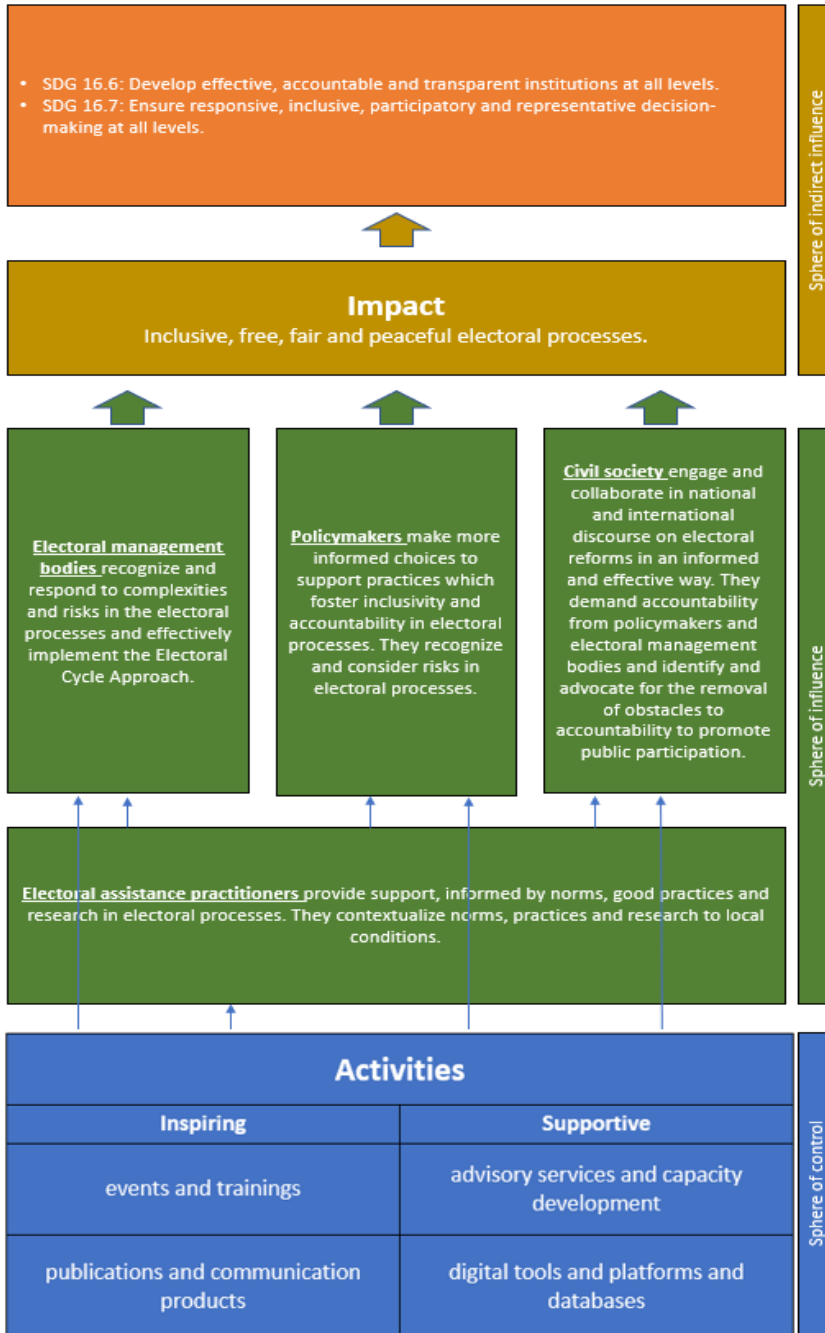 • SDG 16.6: Develop effective, accountable and transparent institutions at all levels.
• SDG 16.7: Ensure responsive, inclusive, participatory and representative decision-
making at all levels.
Sphere of indirect influence
Impact
Inclusive, free, fair and peaceful electoral processes.
Electoral management
bodies recognize and
respond to complexities
and risks in the electoral
processes and effectively
implement the Electoral
Cycle Approach.
Policymakers make more
informed choices to
support practices which
foster inclusivity and
accountability in electoral
processes. They recognize
and consider risks in
electoral processes.
Civil society engage and
collaborate in national
and international
discourse on electoral
reforms in an informed
and effective way. They
demand accountability
from policymakers and
electoral management
bodies and identify and
advocate for the removal
of obstacles to
accountability to promote
public participation.
Sphere of influence
Electoral assistance practitioners provide support, informed by norms, good practices and
research in electoral processes. They contextualize norms, practices and research to local
conditions.
Activities
Inspiring
Supportive
events and trainings
advisory services and capacity
development
publications and communication
products
digital tools and platforms and
databases
Sphere of control